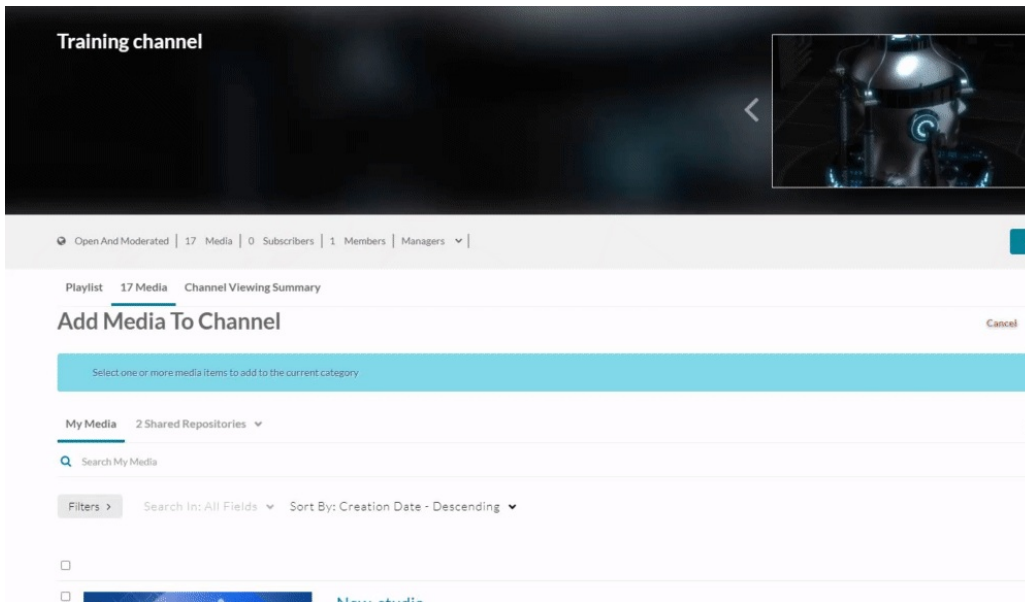 Training channel
Open And Moderated | 17 Media | 0 Subscribers | 1 Members | Managers |
Playlist 17 Media Channel Viewing Summary
Add Media To Channel
Cancel
Select one or more media items to add to the current category
My Media 2 Shared Repositories
Search My Media
Filters > Search In: All Fields Sort By: Creation Date - Descending